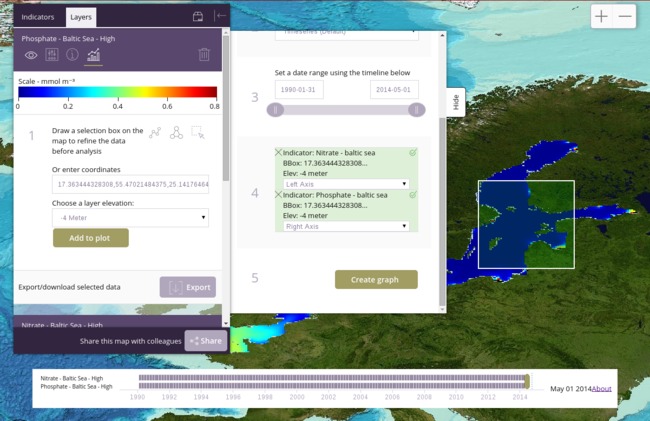 Indicators Layers
Phosphate - Baltic Sea - High
Scale - mmol m⁻³
0 0.2 0.4 0.6 0.8
1
Draw a selection box on the
map to refine the data
before analysis
Or enter coordinates
17.363444328308,55.47021484375,25.14176464
Choose a layer elevation:
-4 Meter
Add to plot
Export/download selected data
Export
Nitrate - Baltic Sea - High
Share this map with colleagues
Share
Timeseries (Default)
3
Set a date range using the timeline below
1990-01-31 2014-05-01
4
Indicator: Nitrate - baltic sea
BBox: 17.363444328308...
Elev: -4 meter
Left Axis
Indicator: Phosphate - baltic sea
BBox: 17.363444328308...
Elev: -4 meter
Right Axis
5
Create graph
Hide
Nitrate - Baltic Sea - High
Phosphate - Baltic Sea - High
1990 1992 1994 1996 1998 2000 2002 2004 2006 2008 2010 2012 2014
May 01 2014About